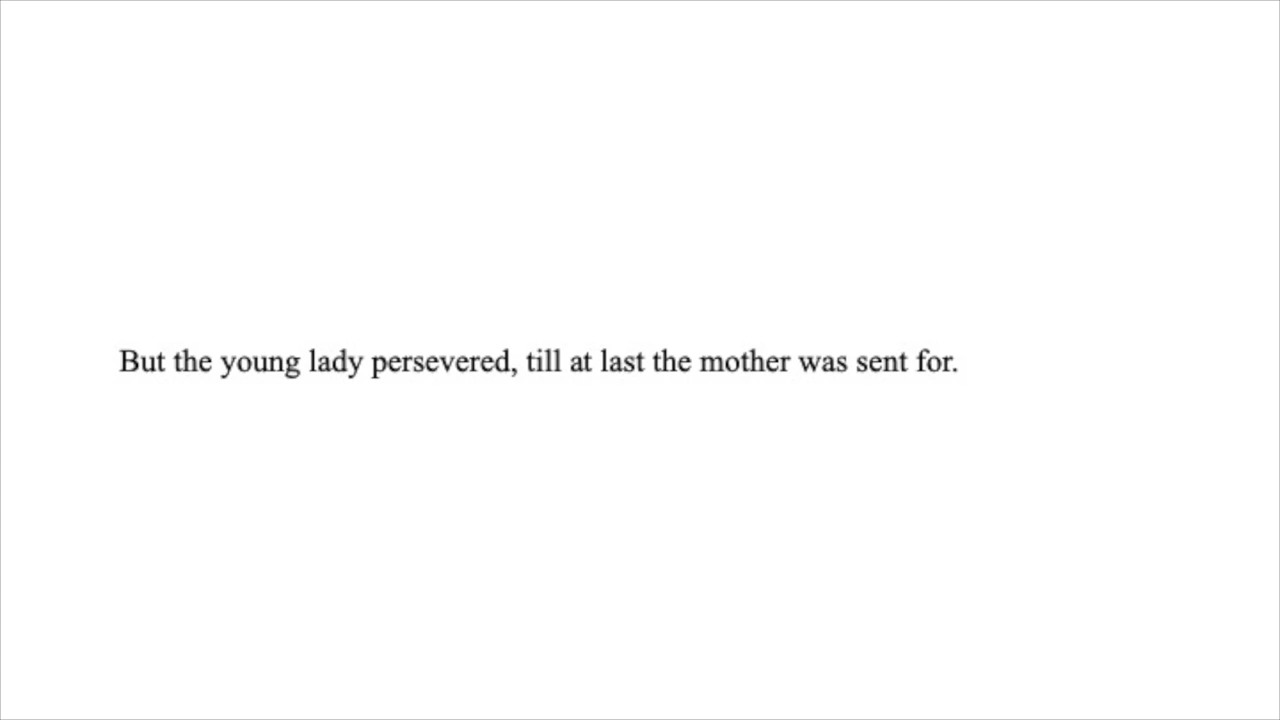 But the young lady persevered, till at last the mother was sent for.